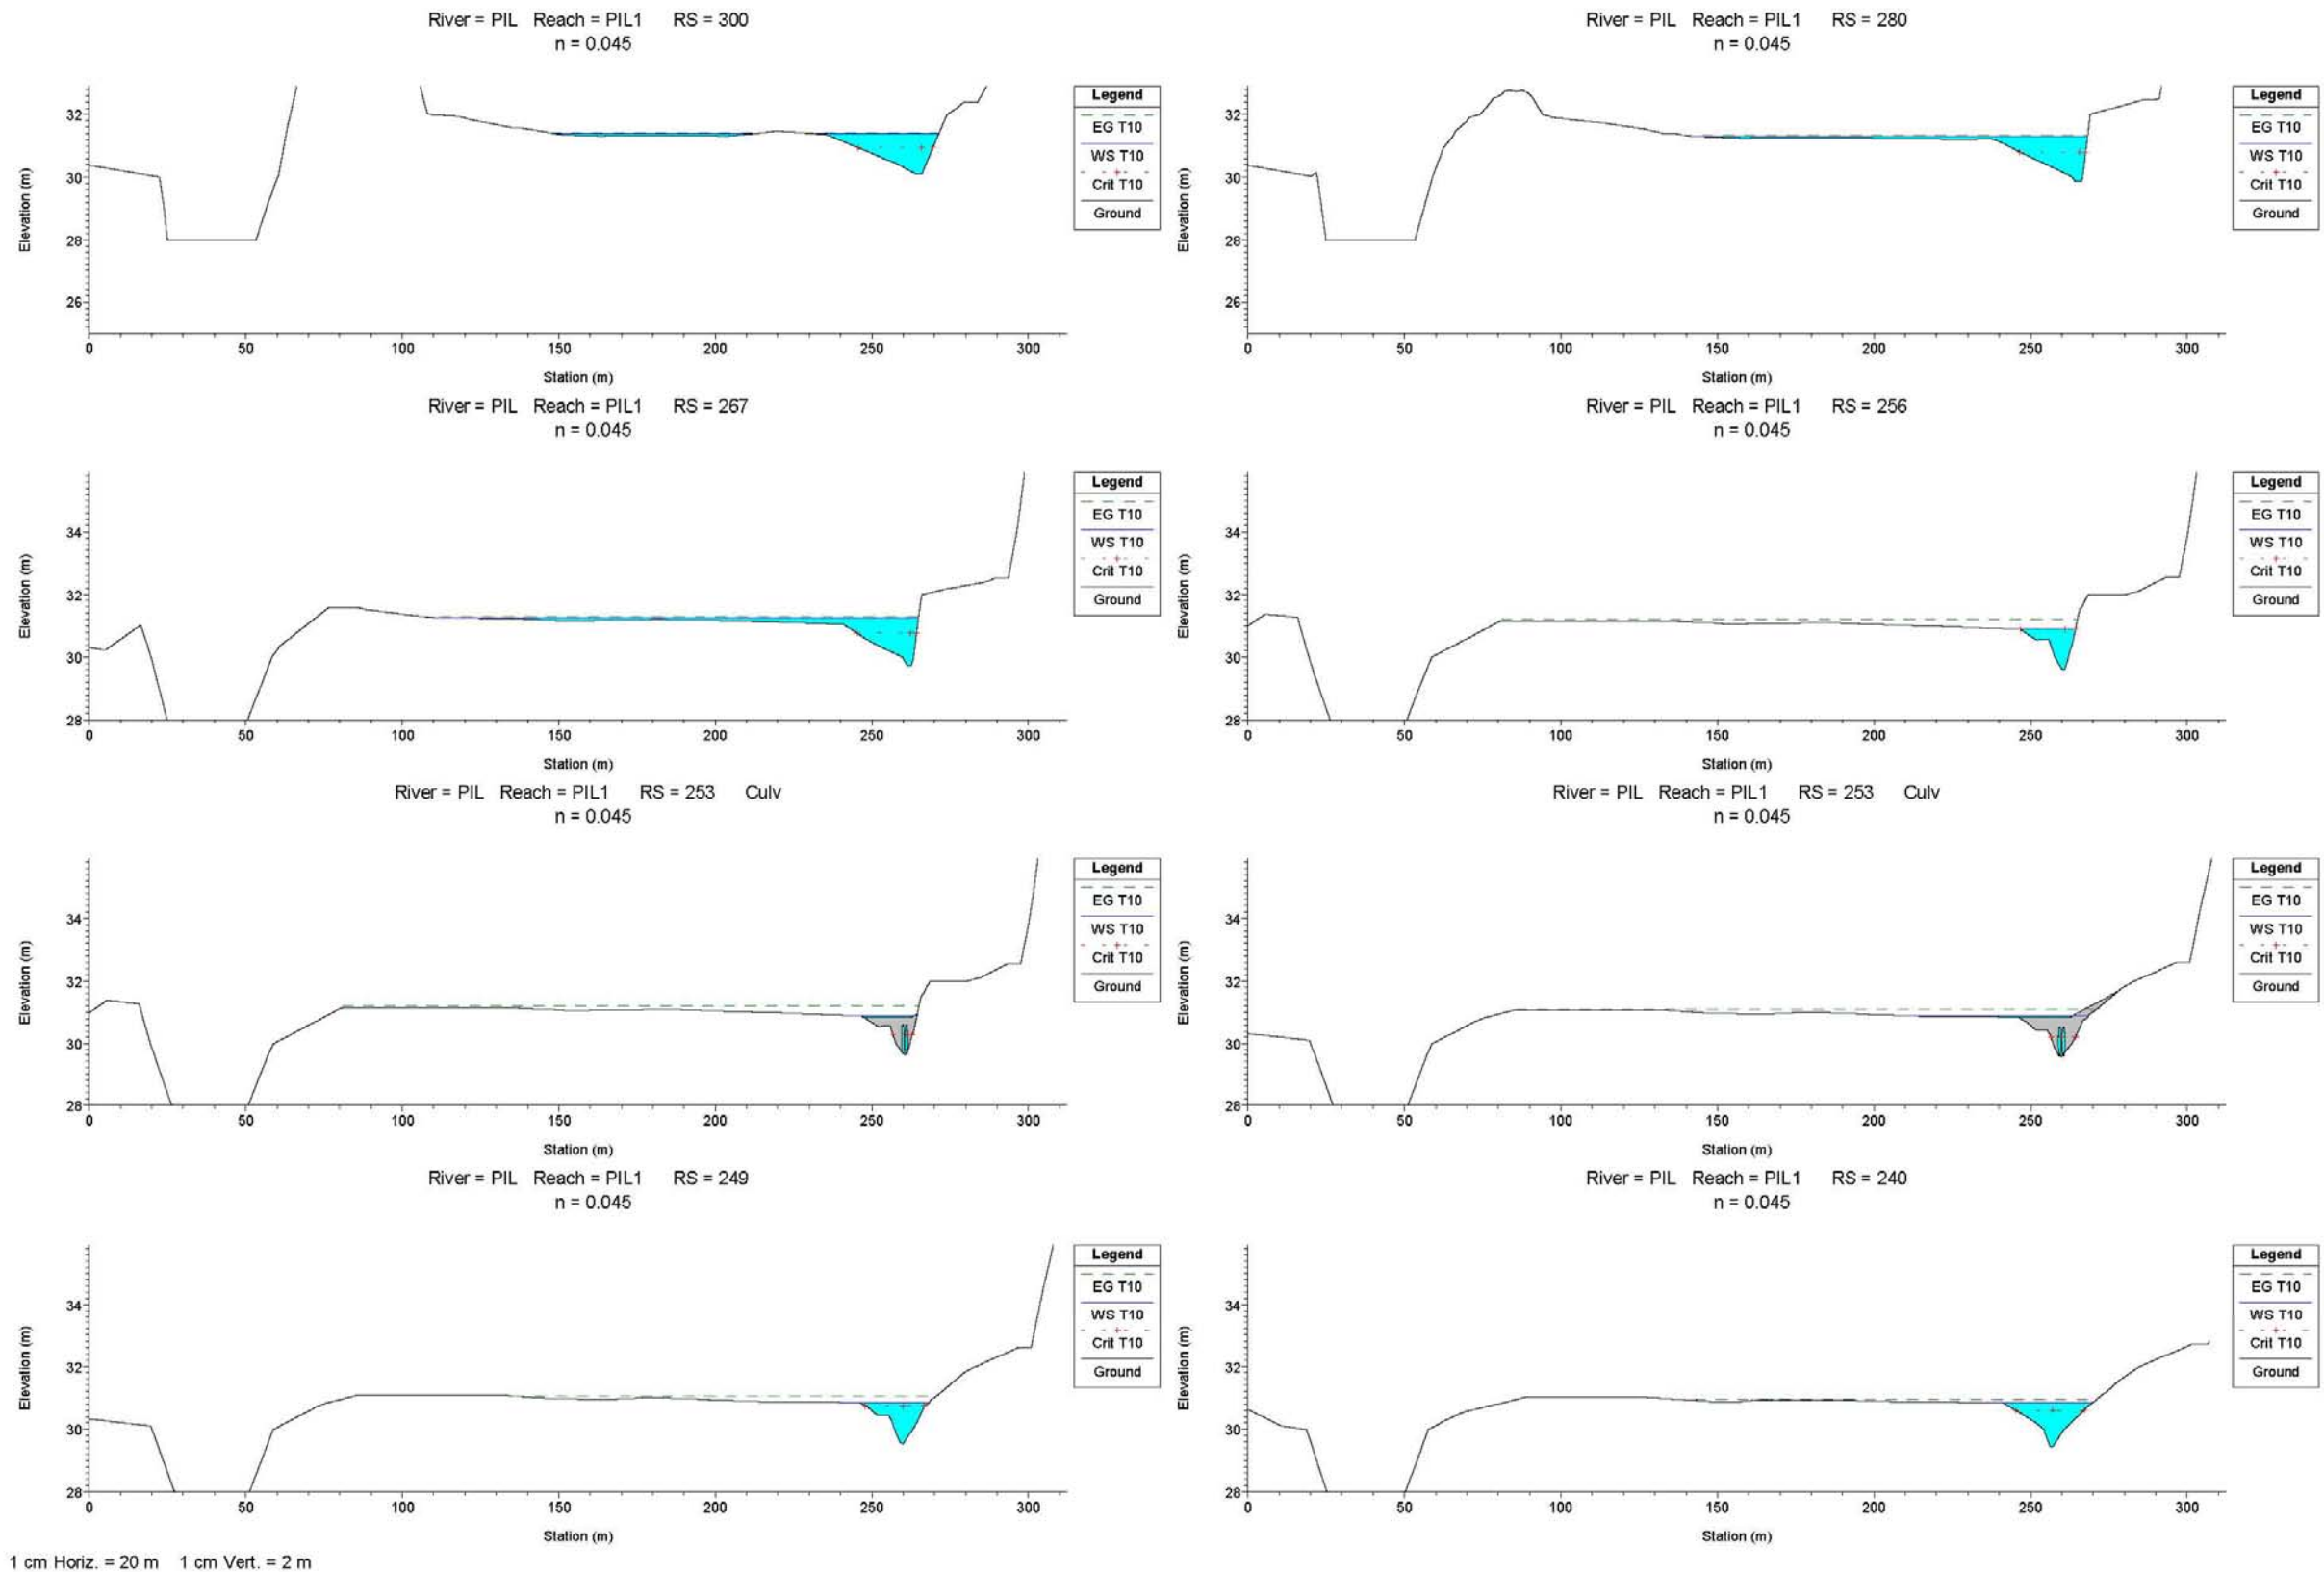 River = PIL Reach = PIL1 RS = 300
n = 0.045
Elevation (m)
32
30
28
26
0 50 100 150 200 250 300
Station (m)
Legend
EG T10
WS T10
Crit T10
Ground
River = PIL Reach = PIL1 RS = 280
n = 0.045
Elevation (m)
32
30
28
26
0 50 100 150 200 250 300
Station (m)
Legend
EG T10
WS T10
Crit T10
Ground
River = PIL Reach = PIL1 RS = 267
n = 0.045
Elevation (m)
34
32
30
28
0 50 100 150 200 250 300
Station (m)
Legend
EG T10
WS T10
Crit T10
Ground
River = PIL Reach = PIL1 RS = 256
n = 0.045
Elevation (m)
34
32
30
28
0 50 100 150 200 250 300
Station (m)
Legend
EG T10
WS T10
Crit T10
Ground
River = PIL Reach = PIL1 RS = 253 Culv
n = 0.045
Elevation (m)
34
32
30
28
0 50 100 150 200 250 300
Station (m)
Legend
EG T10
WS T10
Crit T10
Ground
River = PIL Reach = PIL1 RS = 253 Culv
n = 0.045
Elevation (m)
34
32
30
28
0 50 100 150 200 250 300
Station (m)
Legend
EG T10
WS T10
Crit T10
Ground
River = PIL Reach = PIL1 RS = 249
n = 0.045
Elevation (m)
34
32
30
28
0 50 100 150 200 250 300
Station (m)
Legend
EG T10
WS T10
Crit T10
Ground
River = PIL Reach = PIL1 RS = 240
n = 0.045
Elevation (m)
34
32
30
28
0 50 100 150 200 250 300
Station (m)
Legend
EG T10
WS T10
Crit T10
Ground
1 cm Horiz. = 20 m 1 cm Vert. = 2 m